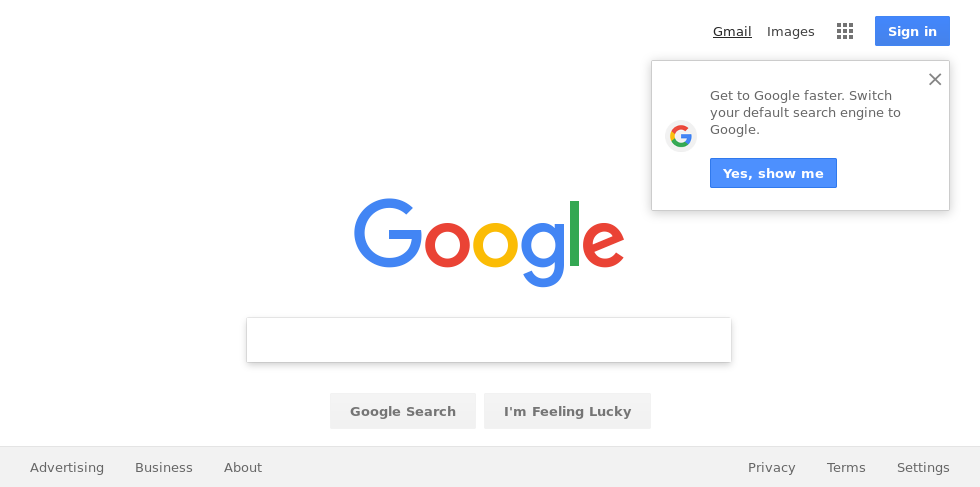 Gmail Images Sign in
Get to Google faster. Switch
your default search engine to
Google.
Yes, show me
Google
Google Search I'm Feeling Lucky
Advertising Business About Privacy Terms Settings